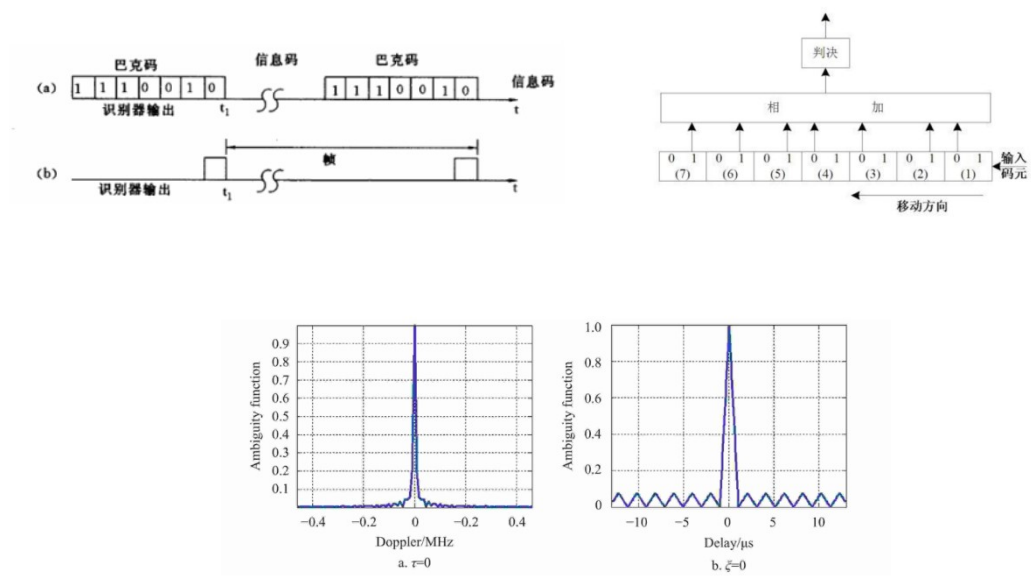 巴克码 信息码 巴克码 信息码
(a) 1 1 1 0 0 1 0 1 1 1 0 0 1 0 t
识别器输出 t1
帧
(b) 识别器输出 t1 t
判决
相 加
0 1 0 1 0 1 0 1 0 1 0 1 0 1 输入
(7) (6) (5) (4) (3) (2) (1) 码元
移动方向
Ambiguity function
0.9
0.8
0.7
0.6
0.5
0.4
0.3
0.2
0.1
−0.4 −0.2 0 −0.2 0.4
Doppler/MHz
a. τ=0
Ambiguity function
1.0
0.8
0.6
0.4
0.2
0
−10 −5 0 5 10
Delay/μs
b. ξ=0